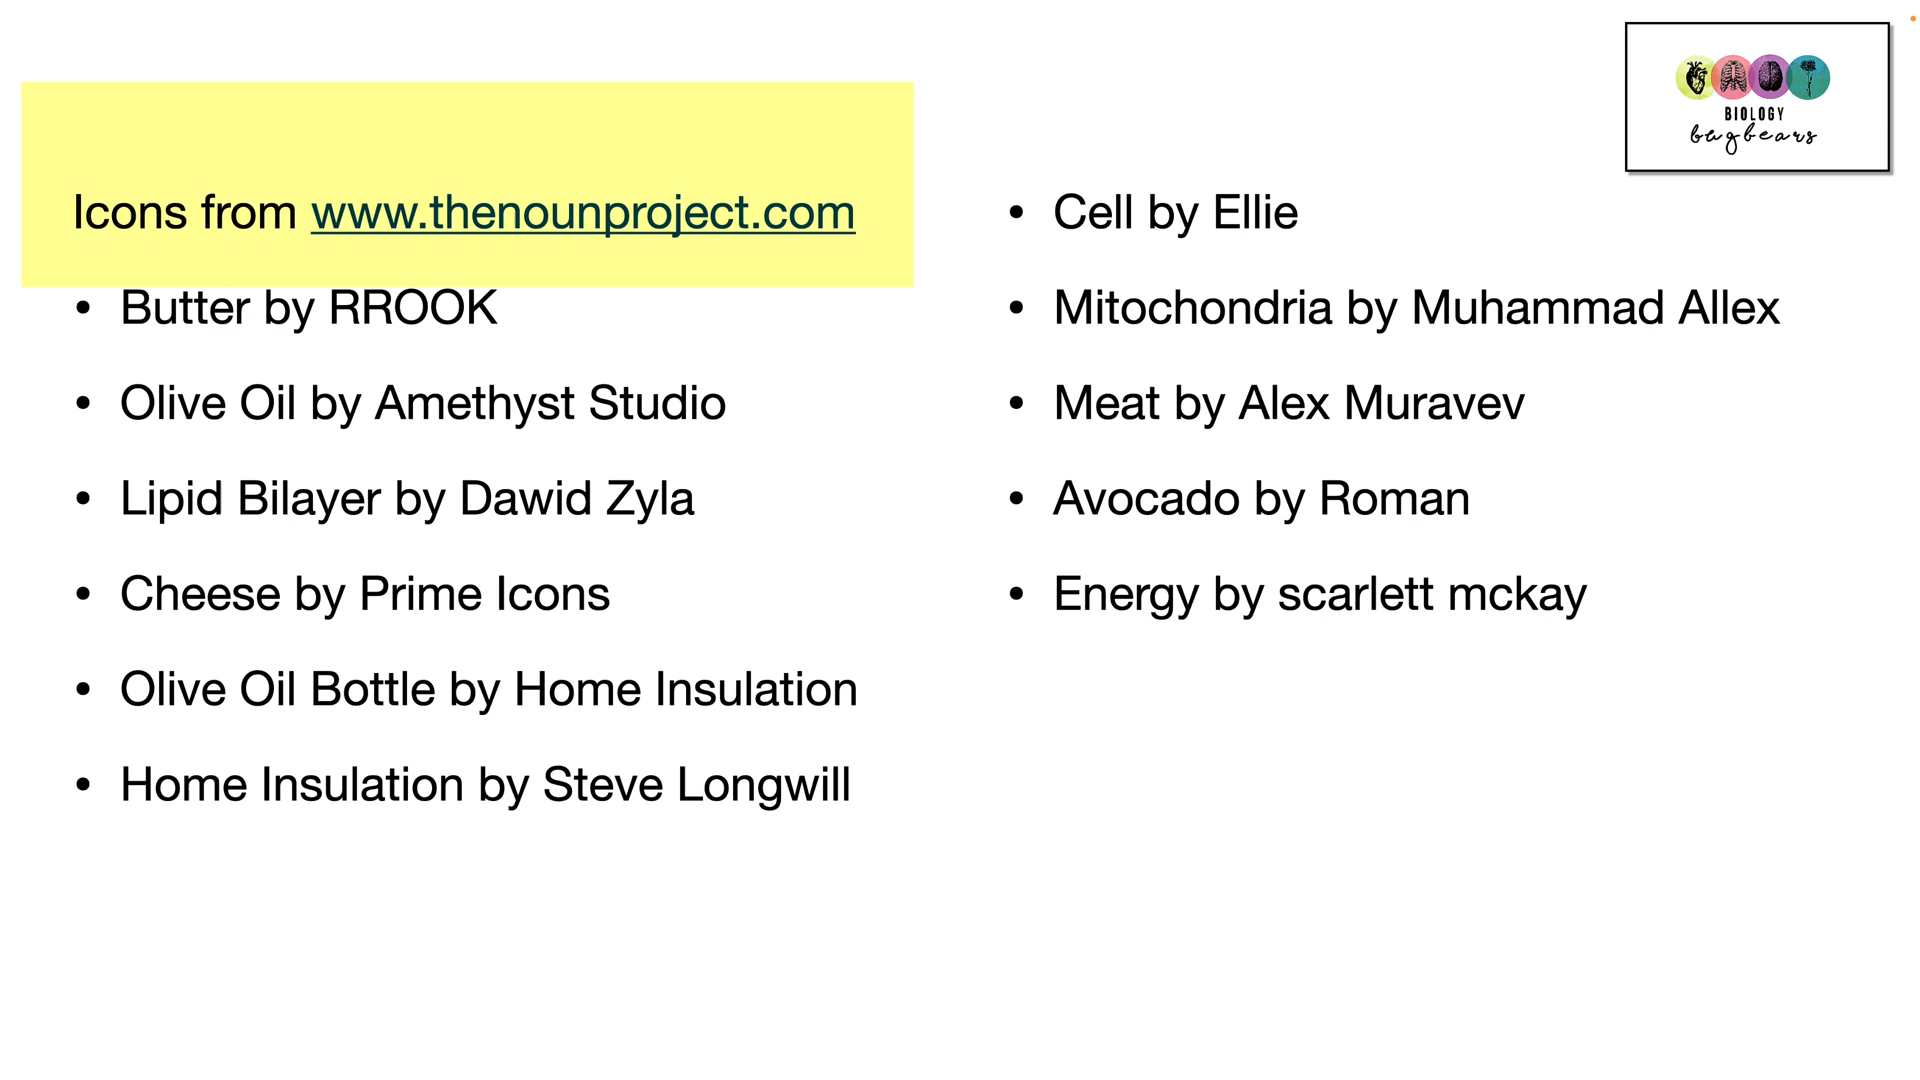 BIOLOGY
bugbears
Icons from www.thenounproject.com
• Butter by RROOK
• Olive Oil by Amethyst Studio
• Lipid Bilayer by Dawid Zyla
• Cheese by Prime Icons
• Olive Oil Bottle by Home Insulation
• Home Insulation by Steve Longwill
• Cell by Ellie
• Mitochondria by Muhammad Allex
• Meat by Alex Muravev
• Avocado by Roman
• Energy by scarlett mckay